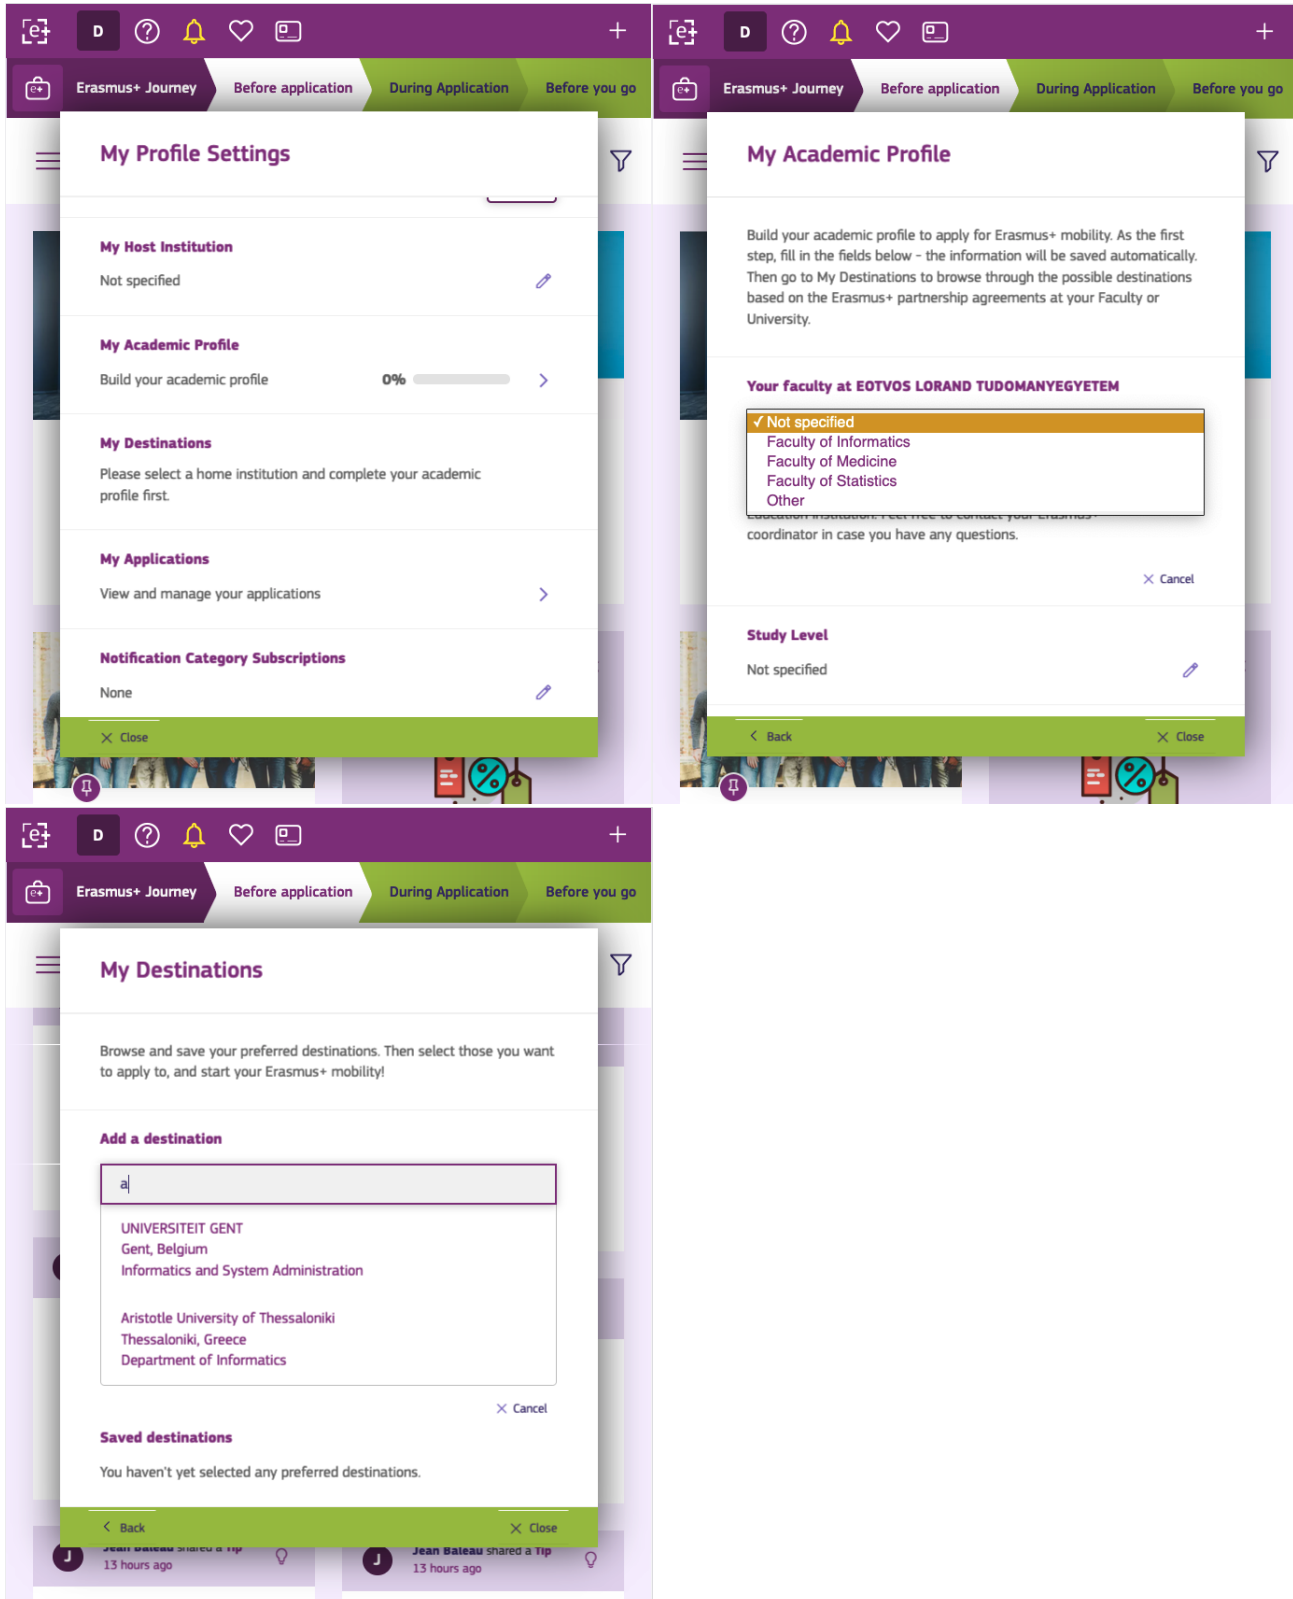 e+
D
Erasmus+ Journey
Before application
During Application
Before you go
My Profile Settings
My Host Institution
Not specified
My Academic Profile
Build your academic profile
0%
My Destinations
Please select a home institution and complete your academic
profile first.
My Applications
View and manage your applications
Notification Category Subscriptions
None
Close
e+
D
Erasmus+ Journey
Before application
During Application
Before you go
My Academic Profile
Build your academic profile to apply for Erasmus+ mobility. As the first
step, fill in the fields below - the information will be saved automatically.
Then go to My Destinations to browse through the possible destinations
based on the Erasmus+ partnership agreements at your Faculty or
University.
Your faculty at EOTVOS LORAND TUDOMANYEGYETEM
✓ Not specified
Faculty of Informatics
Faculty of Medicine
Faculty of Statistics
Other
Education Institution. Feel free to contact your Erasmus+
coordinator in case you have any questions.
Cancel
Study Level
Not specified
Back
Close
e+
D
Erasmus+ Journey
Before application
During Application
Before you go
My Destinations
Browse and save your preferred destinations. Then select those you want
to apply to, and start your Erasmus+ mobility!
Add a destination
a
UNIVERSITEIT GENT
Gent, Belgium
Informatics and System Administration
Aristotle University of Thessaloniki
Thessaloniki, Greece
Department of Informatics
Cancel
Saved destinations
You haven't yet selected any preferred destinations.
Back
Close
J
Jean Baleau shared a Tip
13 hours ago
J
Jean Baleau shared a Tip
13 hours ago